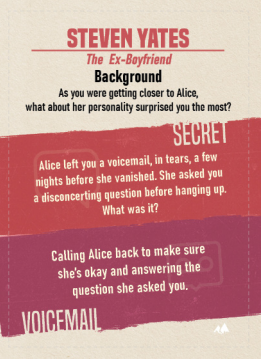 STEVEN YATES
The Ex-Boyfriend
Background
As you were getting closer to Alice,
what about her personality surprised you the most?
SECRET
Alice left you a voicemail, in tears, a few
nights before she vanished. She asked you
a disconcerting question before hanging up.
What was it?
Calling Alice back to make sure
she's okay and answering the
question she asked you.
VOICEMAIL